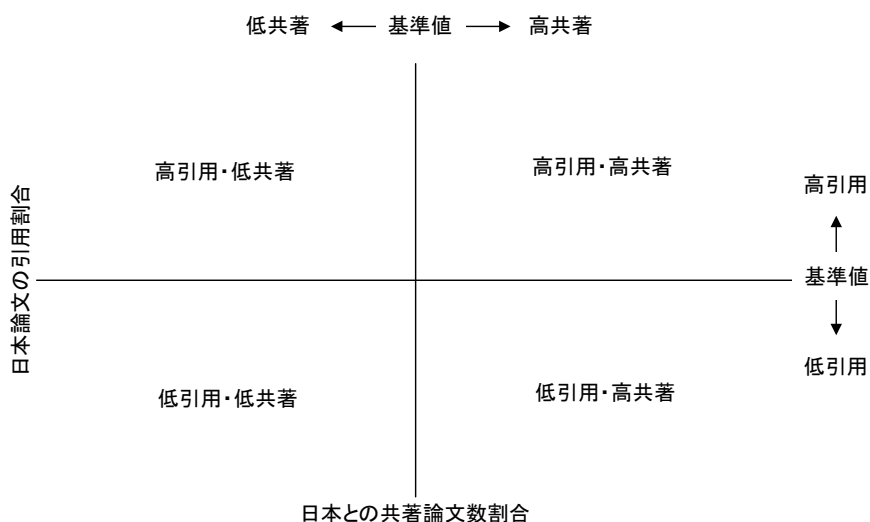 低共著 ← 基準値 → 高共著
高引用・低共著
高引用・高共著
高引用
↑
基準値
↓
低引用
日本論文の引用割合
低引用・低共著
低引用・高共著
日本との共著論文数割合